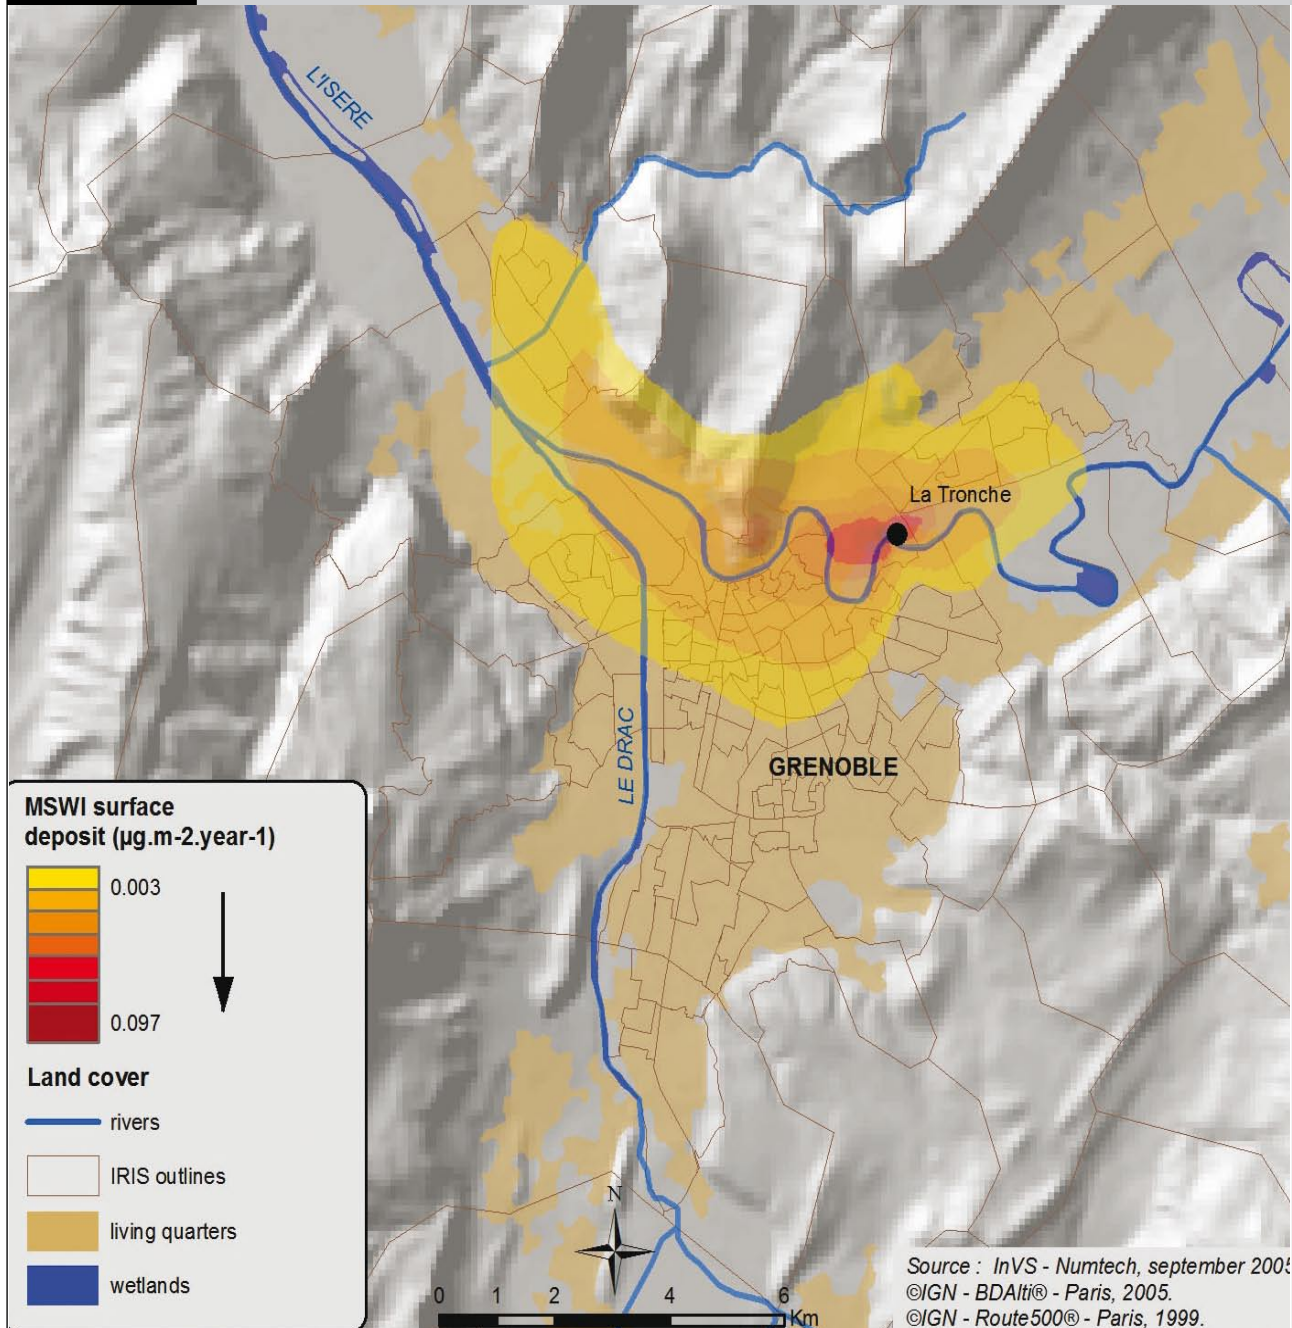 L'ISERE
La Tronche
LE DRAC
GRENOBLE
MSWI surface
deposit (µg.m-2.year-1)
0.003
0.097
Land cover
rivers
IRIS outlines
living quarters
wetlands
N
0 1 2 4 6
Km
Source : InVS - Numtech, september 2005
©IGN - BDAlti® - Paris, 2005.
©IGN - Route500® - Paris, 1999.